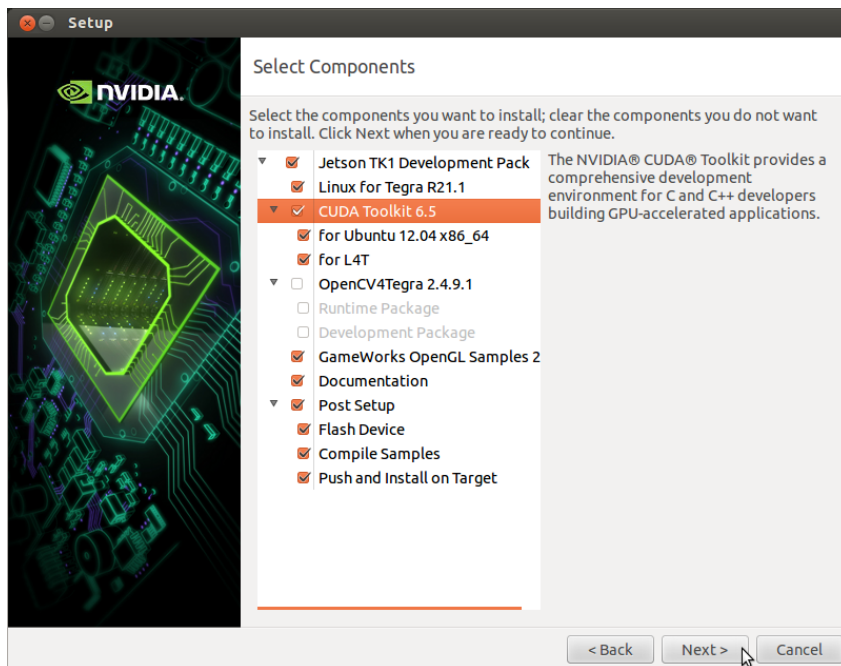 Setup
NVIDIA.
Select Components
Select the components you want to install; clear the components you do not want
to install. Click Next when you are ready to continue.
Jetson TK1 Development Pack
Linux for Tegra R21.1
CUDA Toolkit 6.5
for Ubuntu 12.04 x86_64
for L4T
OpenCV4Tegra 2.4.9.1
Runtime Package
Development Package
GameWorks OpenGL Samples 2
Documentation
Post Setup
Flash Device
Compile Samples
Push and Install on Target
The NVIDIA® CUDA® Toolkit provides a
comprehensive development
environment for C and C++ developers
building GPU-accelerated applications.
< Back
Next >
Cancel